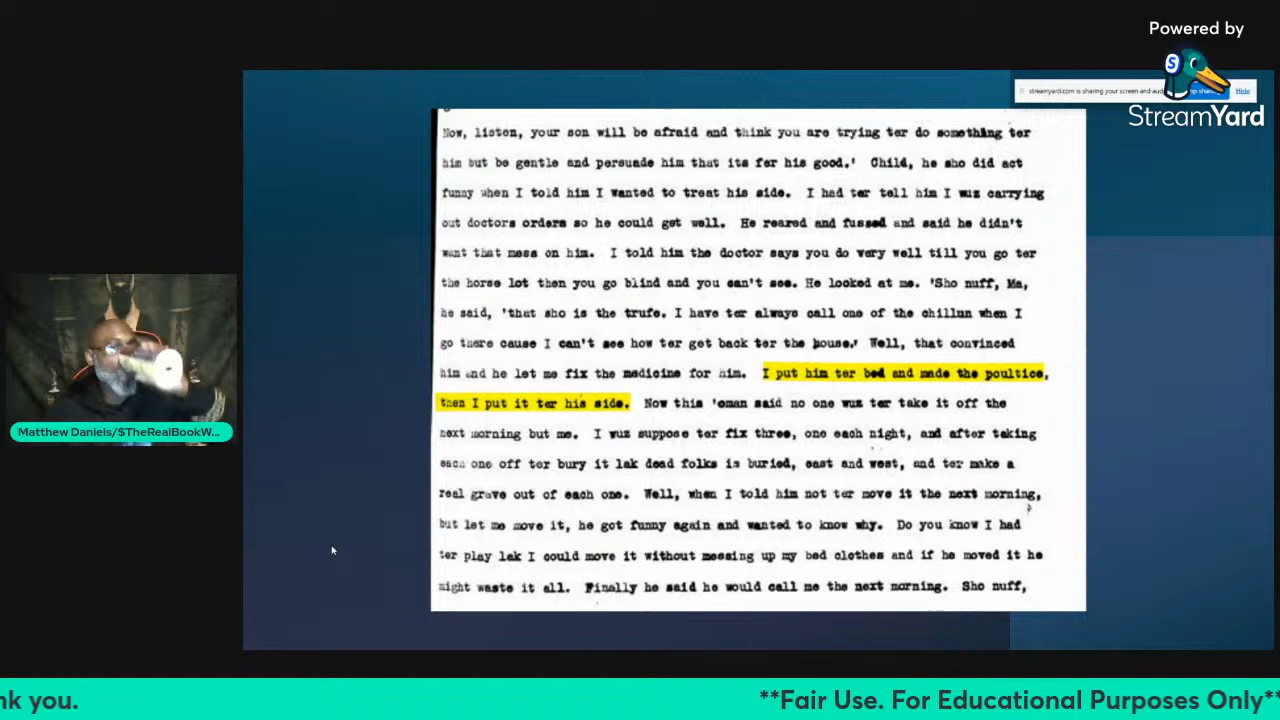 Powered by
StreamYard
streamyard.com is sharing your screen and
Hide
Now, listen, your son will be afraid and think you are trying ter do something ter
him but be gentle and persuade him that its fer his good.' Child, he sho did act
funny when I told him I wanted to treat his side. I had ter tell him I wuz carrying
out doctors orders so he could get well. He reared and fussed and said he didn't
want that mess on him. I told him the doctor says you do very well till you go ter
the horse lot then you go blind and you can't see. He looked at me. 'Sho nuff, Ma,
he said, 'that sho is the trufe. I have ter always call one of the chillun when I
go there cause I can't see how ter get back ter the house.' Well, that convinced
him and he let me fix the medicine for him. I put him ter bed and made the poultice,
then I put it ter his side. Now this 'oman said no one wuz ter take it off the
next morning but me. I wuz suppose ter fix three, one each night, and after taking
each one off ter bury it lak dead folks is buried, east and west, and ter make a
real grave out of each one. Well, when I told him not ter move it the next morning,
but let me move it, he got funny again and wanted to know why. Do you know I had
ter play lak I could move it without messing up my bed clothes and if he moved it he
might waste it all. Finally he said he would call me the next morning. Sho nuff,
Matthew Daniels/$TheRealBookW...
nk you.
**Fair Use. For Educational Purposes Only**